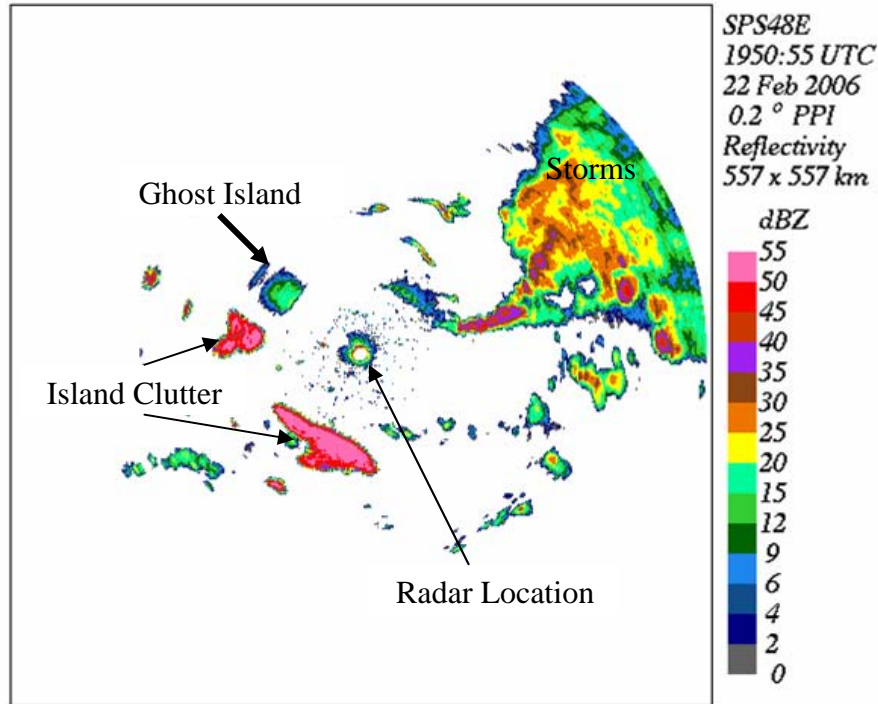 SPS48E
1950:55 UTC
22 Feb 2006
0.2 ° PPI
Reflectivity
557 x 557 km
Storms
Ghost Island
Island Clutter
Radar Location
dBZ
55
50
45
40
35
30
25
20
15
12
9
6
4
2
0